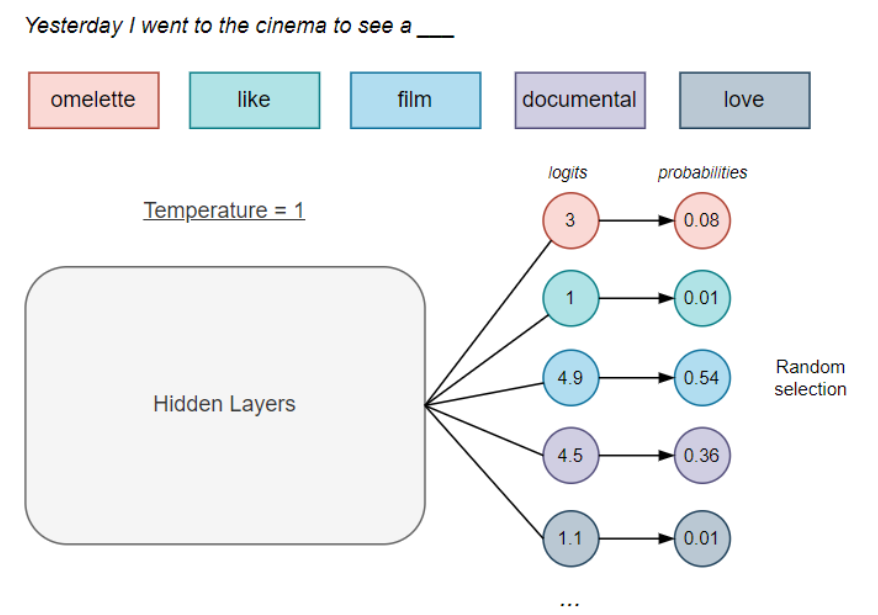 Yesterday I went to the cinema to see a ___
omelette
like
film
documental
love
logits
probabilities
Temperature = 1
3
0.08
1
0.01
4.9
0.54
Random
selection
Hidden Layers
4.5
0.36
1.1
0.01
...